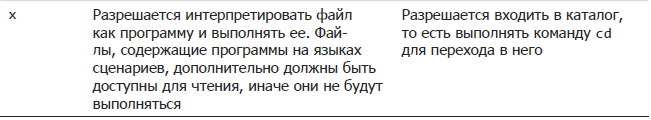 x
Разрешается интерпретировать файл
как программу и выполнять ее. Фай-
лы, содержащие программы на языках
сценариев, дополнительно должны быть
доступны для чтения, иначе они не будут
выполняться
Разрешается входить в каталог,
то есть выполнять команду cd
для перехода в него